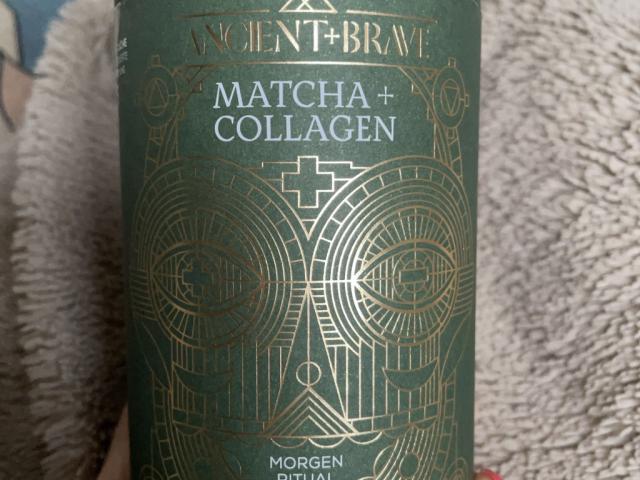 ANCIENT+BRAVE
MATCHA +
COLLAGEN
MORGEN
RITUAL